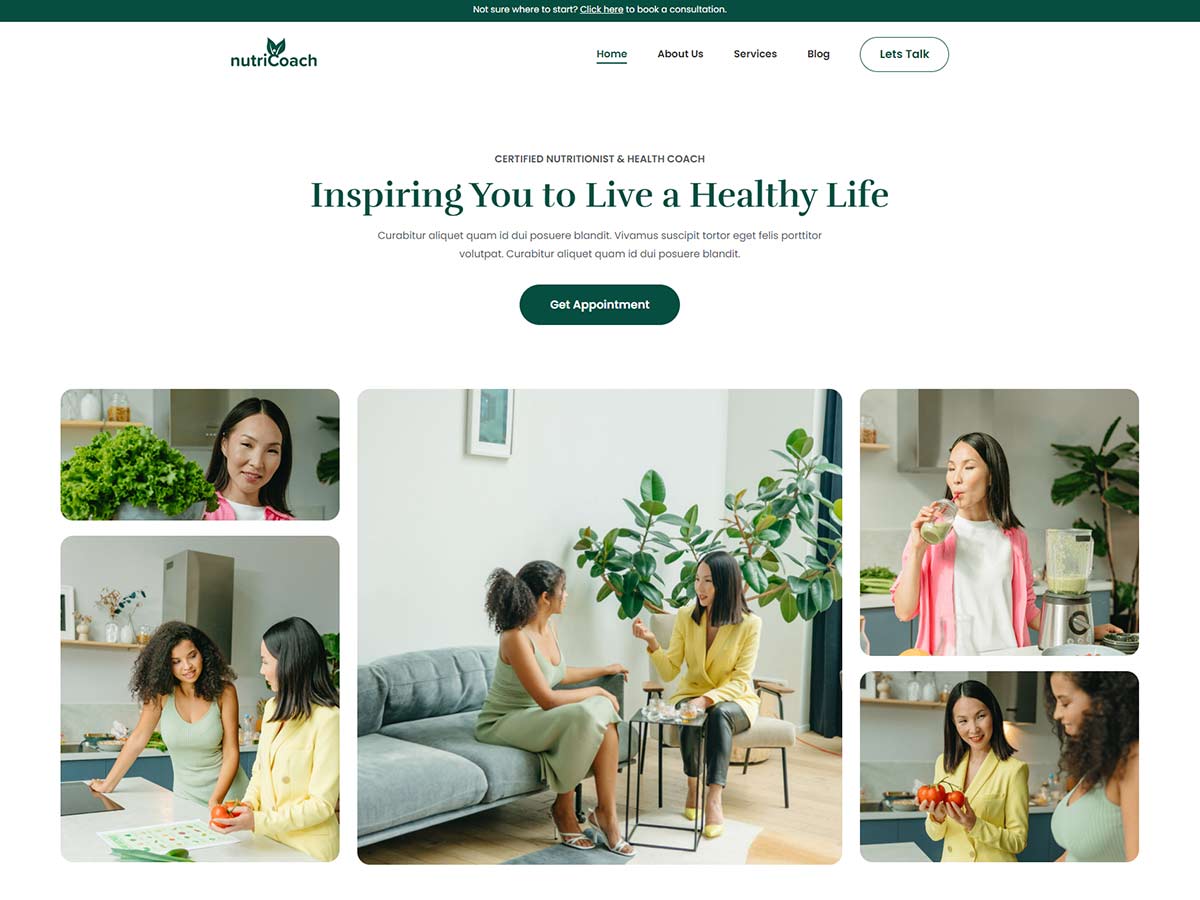 Not sure where to start? Click here to book a consultation.
nutriCoach
Home About Us Services Blog Lets Talk
CERTIFIED NUTRITIONIST & HEALTH COACH
Inspiring You to Live a Healthy Life
Curabitur aliquet quam id dui posuere blandit. Vivamus suscipit tortor eget felis porttitor
volutpat. Curabitur aliquet quam id dui posuere blandit.
Get Appointment